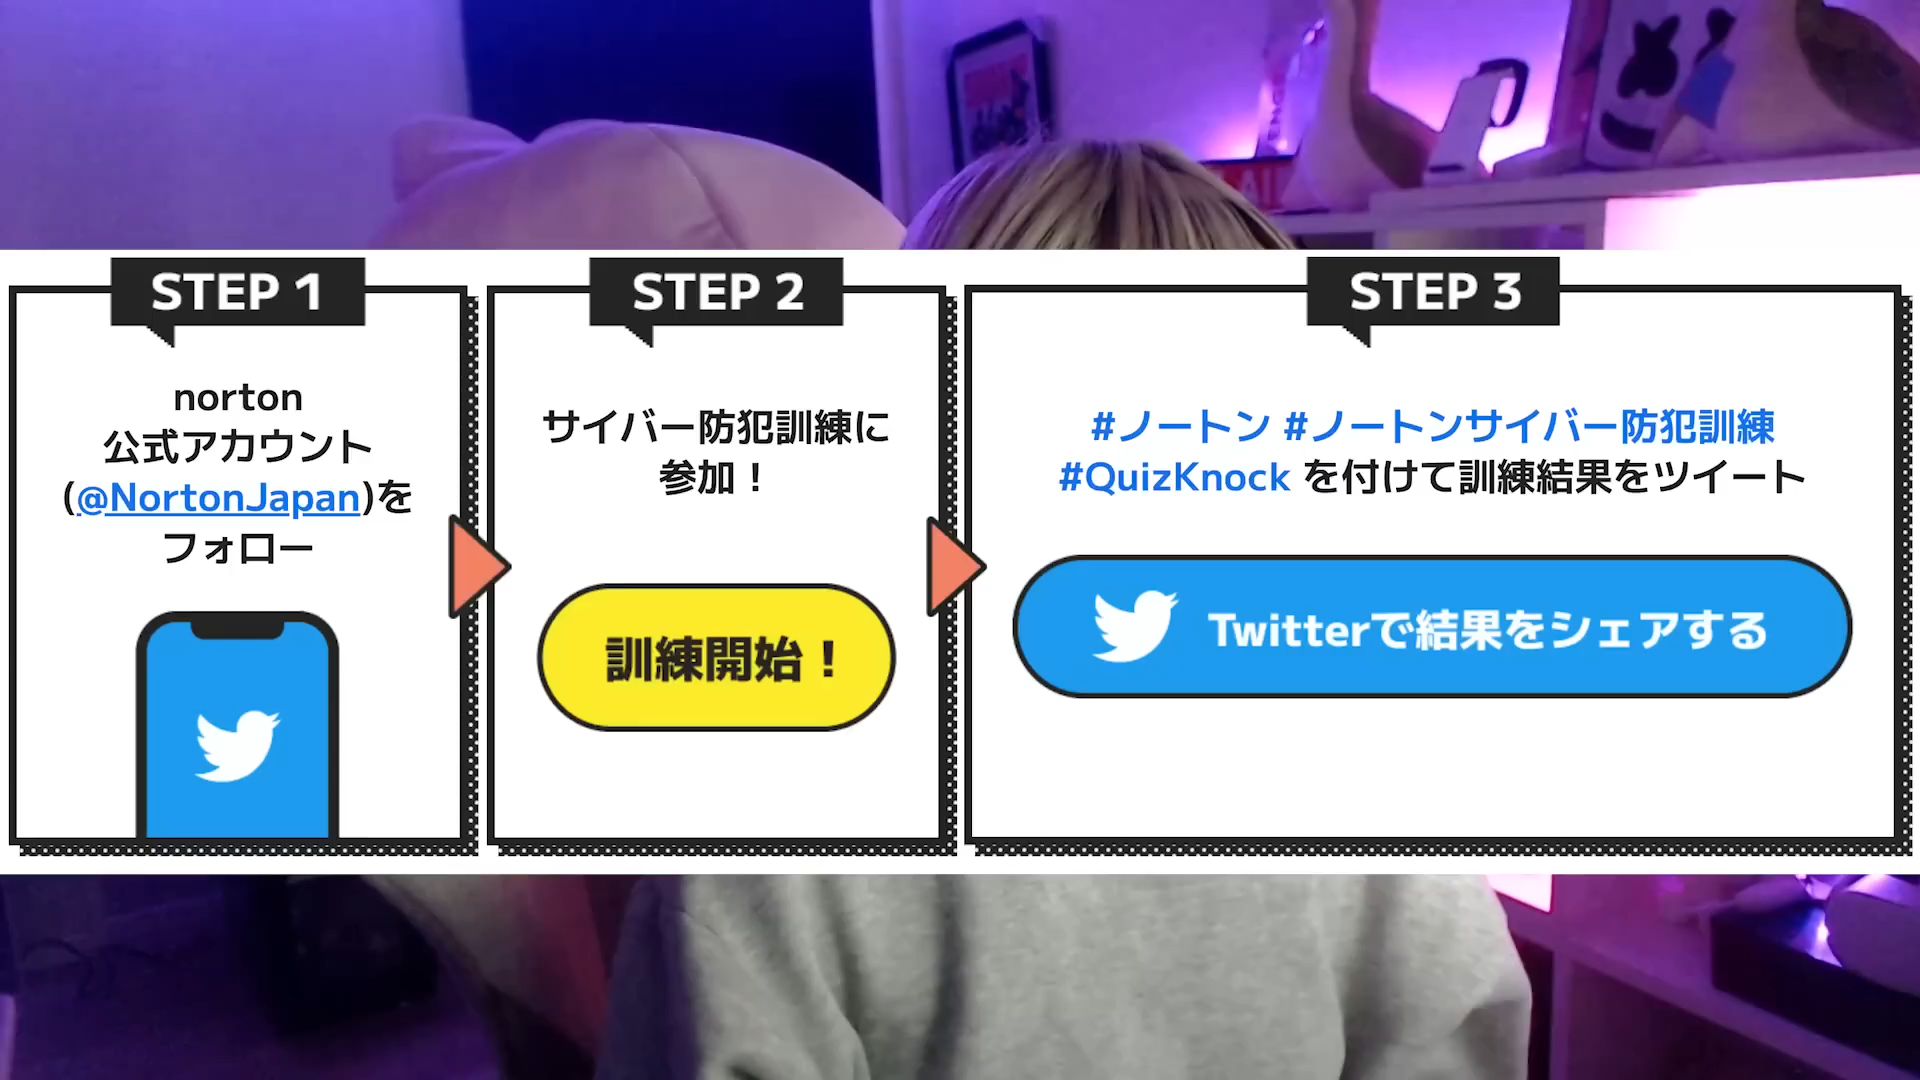 STEP 1
norton
公式アカウント
(@NortonJapan)を
フォロー
STEP 2
サイバー防犯訓練に
参加！
訓練開始！
STEP 3
#ノートン #ノートンサイバー防犯訓練
#QuizKnock を付けて訓練結果をツイート
Twitterで結果をシェアする